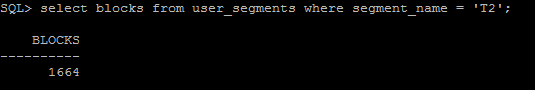 SQL> select blocks from user_segments where segment_name = 'T2';
BLOCKS
----------
1664